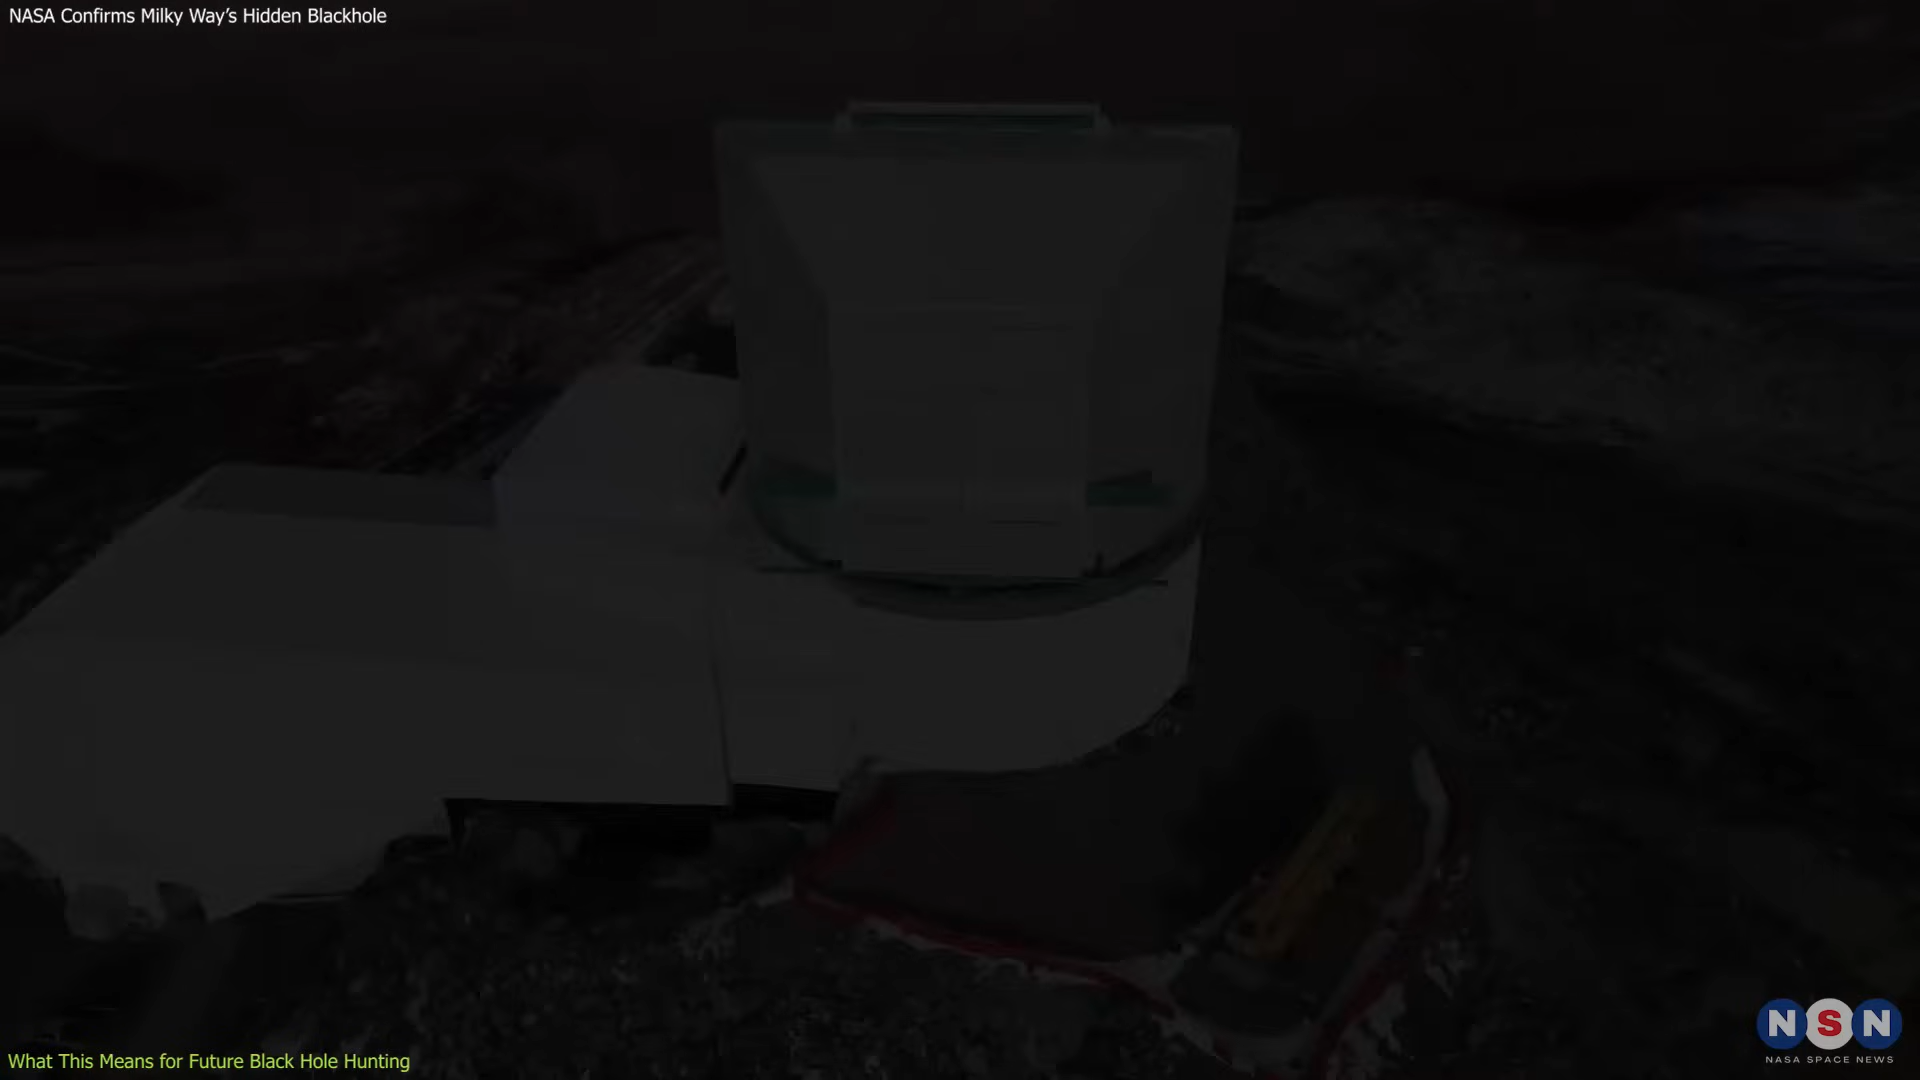 NASA Confirms Milky Way’s Hidden Blackhole
NSN
NASA SPACE NEWS
What This Means for Future Black Hole Hunting